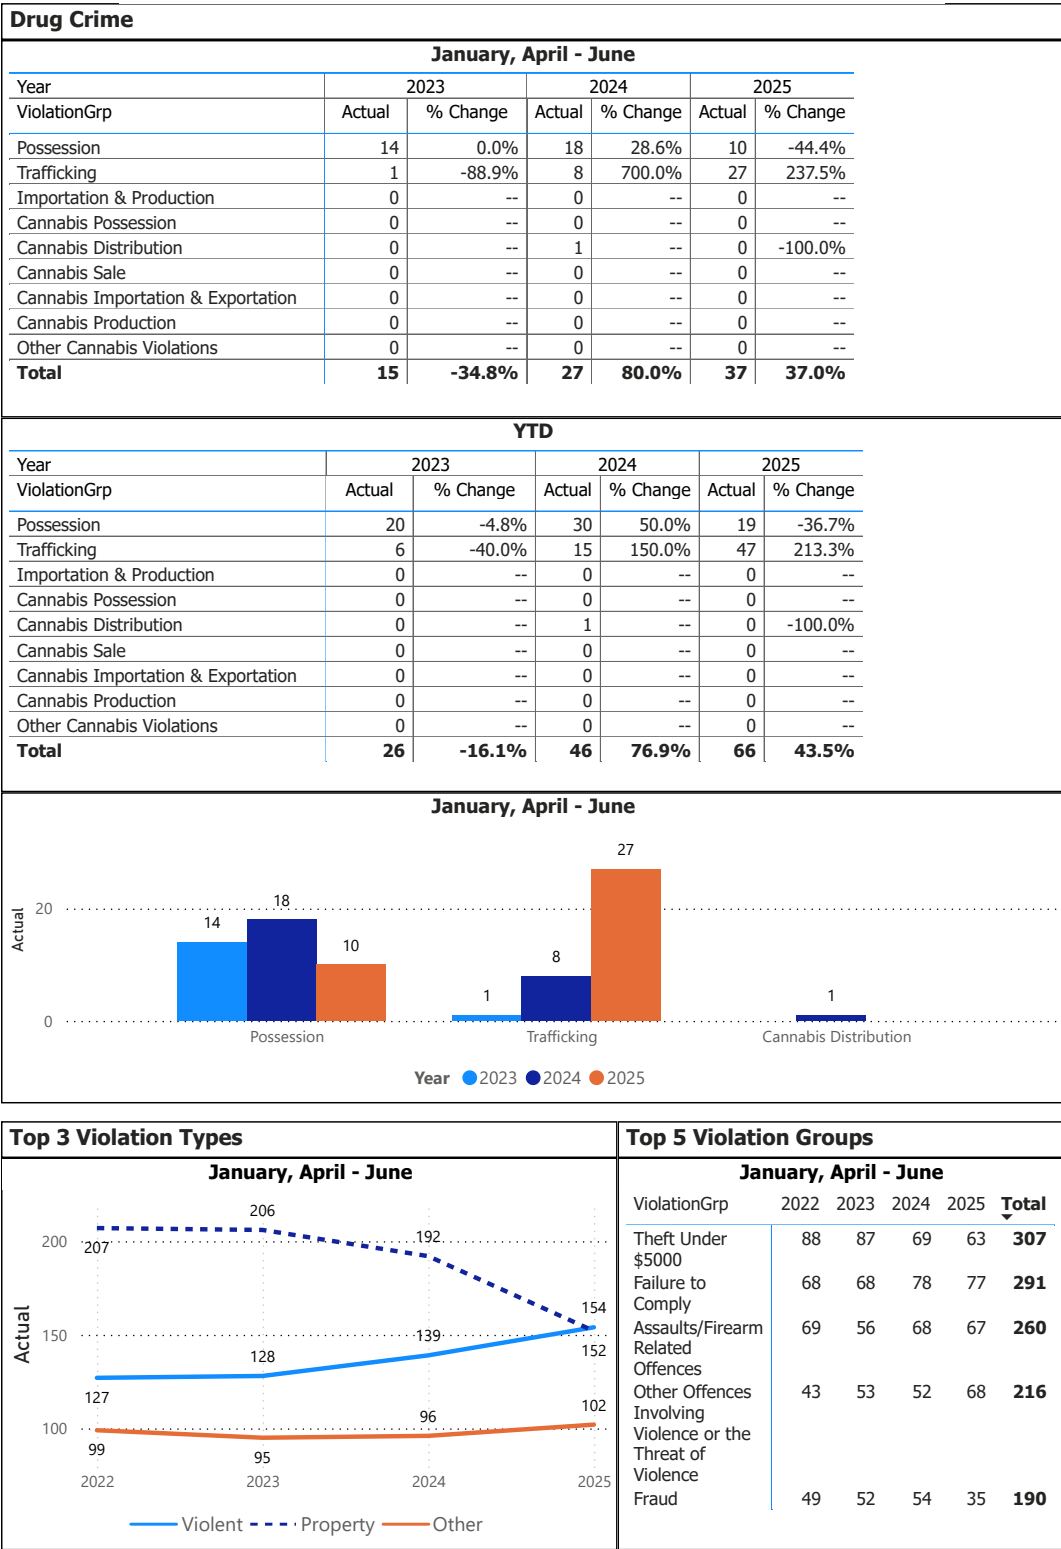 Drug Crime
January, April - June
Year 2023 2024 2025
ViolationGrp Actual % Change Actual % Change Actual % Change
Possession 14 0.0% 18 28.6% 10 -44.4%
Trafficking 1 -88.9% 8 700.0% 27 237.5%
Importation & Production 0 -- 0 -- 0 --
Cannabis Possession 0 -- 0 -- 0 --
Cannabis Distribution 0 -- 1 -- 0 -100.0%
Cannabis Sale 0 -- 0 -- 0 --
Cannabis Importation & Exportation 0 -- 0 -- 0 --
Cannabis Production 0 -- 0 -- 0 --
Other Cannabis Violations 0 -- 0 -- 0 --
Total 15 -34.8% 27 80.0% 37 37.0%
YTD
Year 2023 2024 2025
ViolationGrp Actual % Change Actual % Change Actual % Change
Possession 20 -4.8% 30 50.0% 19 -36.7%
Trafficking 6 -40.0% 15 150.0% 47 213.3%
Importation & Production 0 -- 0 -- 0 --
Cannabis Possession 0 -- 0 -- 0 --
Cannabis Distribution 0 -- 1 -- 0 -100.0%
Cannabis Sale 0 -- 0 -- 0 --
Cannabis Importation & Exportation 0 -- 0 -- 0 --
Cannabis Production 0 -- 0 -- 0 --
Other Cannabis Violations 0 -- 0 -- 0 --
Total 26 -16.1% 46 76.9% 66 43.5%
January, April - June
Actual
20
0
14 18 10
1 8 27
1
Possession Trafficking Cannabis Distribution
Year 2023 2024 2025
Top 3 Violation Types
January, April - June
Actual
200
150
100
207 206 192 152
127 128 139 154
99 95 96 102
2022 2023 2024 2025
Violent Property Other
Top 5 Violation Groups
January, April - June
ViolationGrp 2022 2023 2024 2025 Total
Theft Under 88 87 69 63 307
$5000
Failure to 68 68 78 77 291
Comply
Assaults/Firearm 69 56 68 67 260
Related
Offences
Other Offences 43 53 52 68 216
Involving
Violence or the
Threat of
Violence
Fraud 49 52 54 35 190